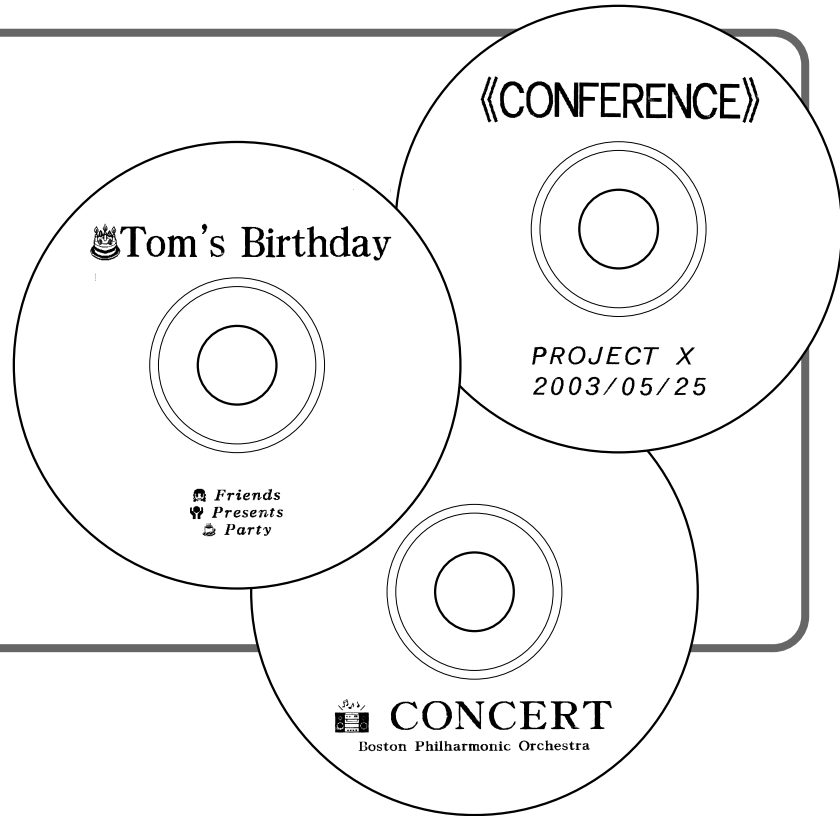 《CONFERENCE》
PROJECT X
2003/05/25
Tom's Birthday
Friends
Presents
Party
CONCERT
Boston Philharmonic Orchestra